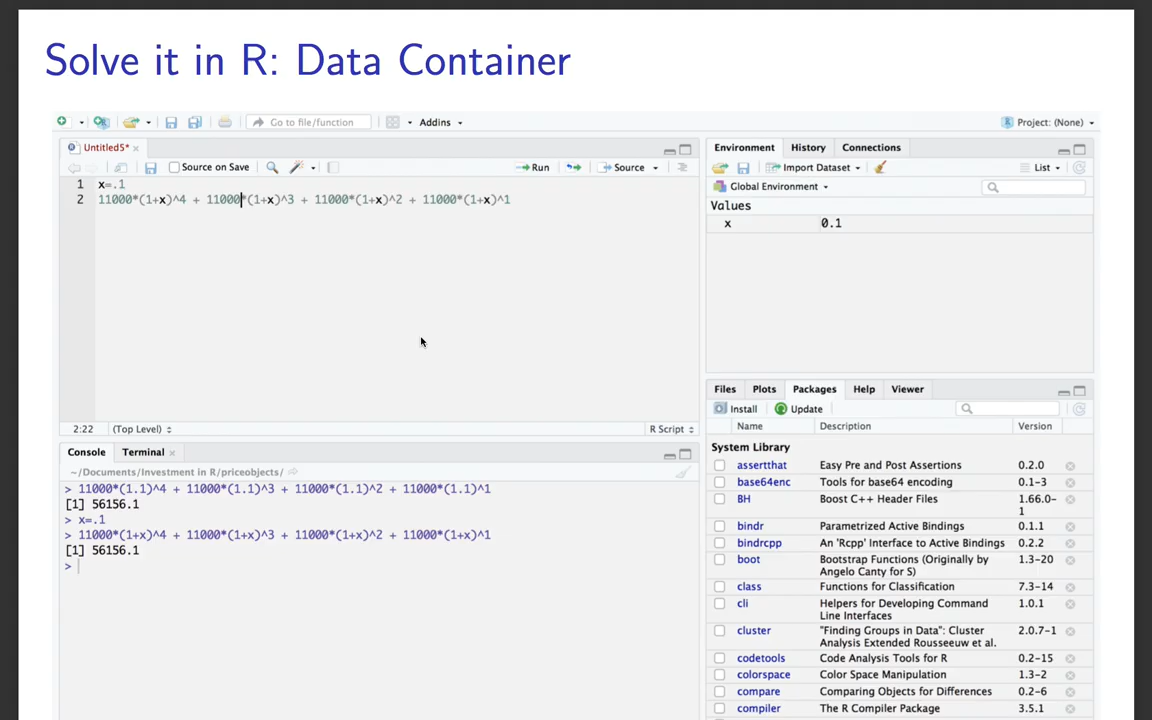 Solve it in R: Data Container
Go to file/function
Addins
Project: (None)
Untitled5*
Source on Save
Run
Source
1 x=.1
2 11000*(1+x)^4 + 11000*(1+x)^3 + 11000*(1+x)^2 + 11000*(1+x)^1
2:22 (Top Level) R Script
Console Terminal
~/Documents/Investment in R/priceobjects/
> 11000*(1.1)^4 + 11000*(1.1)^3 + 11000*(1.1)^2 + 11000*(1.1)^1
[1] 56156.1
> x=.1
> 11000*(1+x)^4 + 11000*(1+x)^3 + 11000*(1+x)^2 + 11000*(1+x)^1
[1] 56156.1
>
Environment History Connections
Import Dataset List
Global Environment
Values
x 0.1
Files Plots Packages Help Viewer
Install Update
Name Description Version
System Library
assertthat Easy Pre and Post Assertions 0.2.0
base64enc Tools for base64 encoding 0.1-3
BH Boost C++ Header Files 1.66.0-
1
bindr Parametrized Active Bindings 0.1.1
bindrcpp An 'Rcpp' Interface to Active Bindings 0.2.2
boot Bootstrap Functions (Originally by 1.3-20
Angelo Canty for S)
class Functions for Classification 7.3-14
cli Helpers for Developing Command 1.0.1
Line Interfaces
cluster "Finding Groups in Data": Cluster 2.0.7-1
Analysis Extended Rousseeuw et al.
codetools Code Analysis Tools for R 0.2-15
colorspace Color Space Manipulation 1.3-2
compare Comparing Objects for Differences 0.2-6
compiler The R Compiler Package 3.5.1